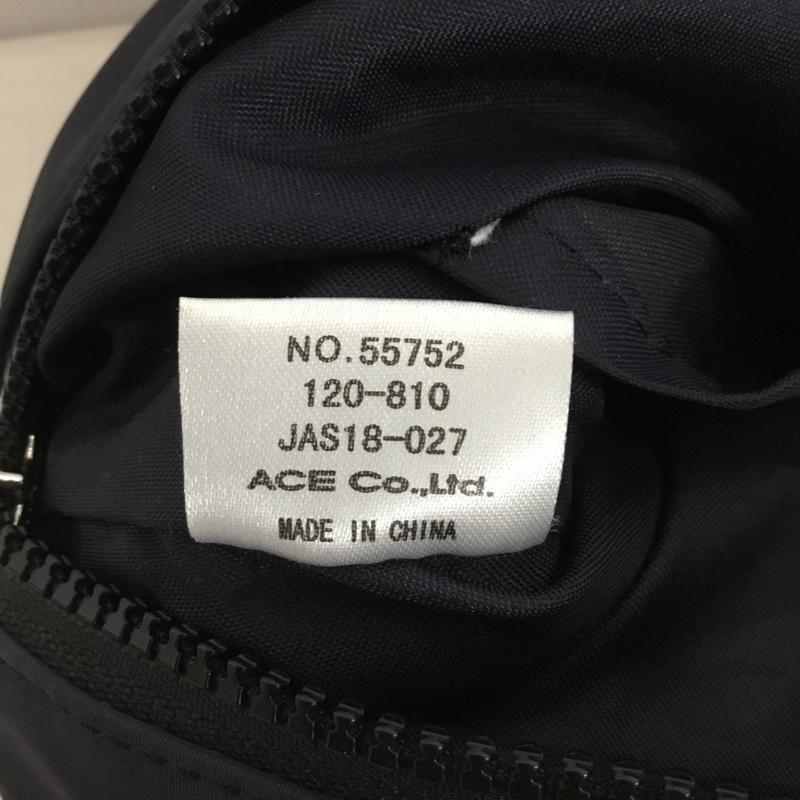 NO.55752
120-810
JAS18-027
ACE Co.,Ltd.
MADE IN CHINA